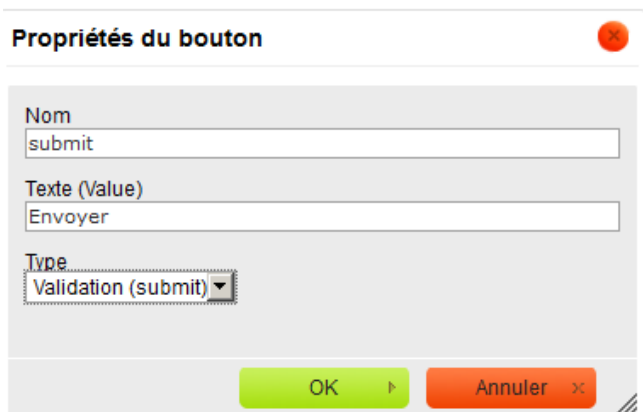 Propriétés du bouton
Nom
submit
Texte (Value)
Envoyer
Type
Validation (submit)
OK Annuler